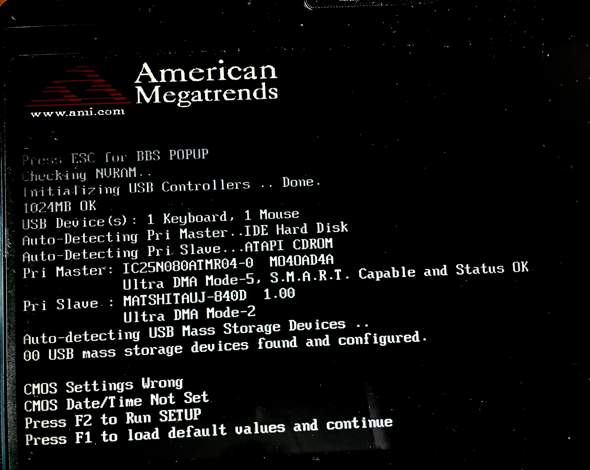 American
Megatrends
www.ami.com
Press ESC for BBS POPUP
Checking NVRAM..
Initializing USB Controllers .. Done.
1024MB OK
USB Device(s): 1 Keyboard, 1 Mouse
Auto-Detecting Pri Master..IDE Hard Disk
Auto-Detecting Pri Slave...ATAPI CDROM
Pri Master: IC25N080ATMR04-0 MO4OAD4A
Ultra DMA Mode-5, S.M.A.R.T. Capable and Status OK
Pri Slave : MATSHITAUJ-840D 1.00
Ultra DMA Mode-2
Auto-detecting USB Mass Storage Devices ..
00 USB mass storage devices found and configured.
CMOS Settings Wrong
CMOS Date/Time Not Set
Press F2 to Run SETUP
Press F1 to load default values and continue